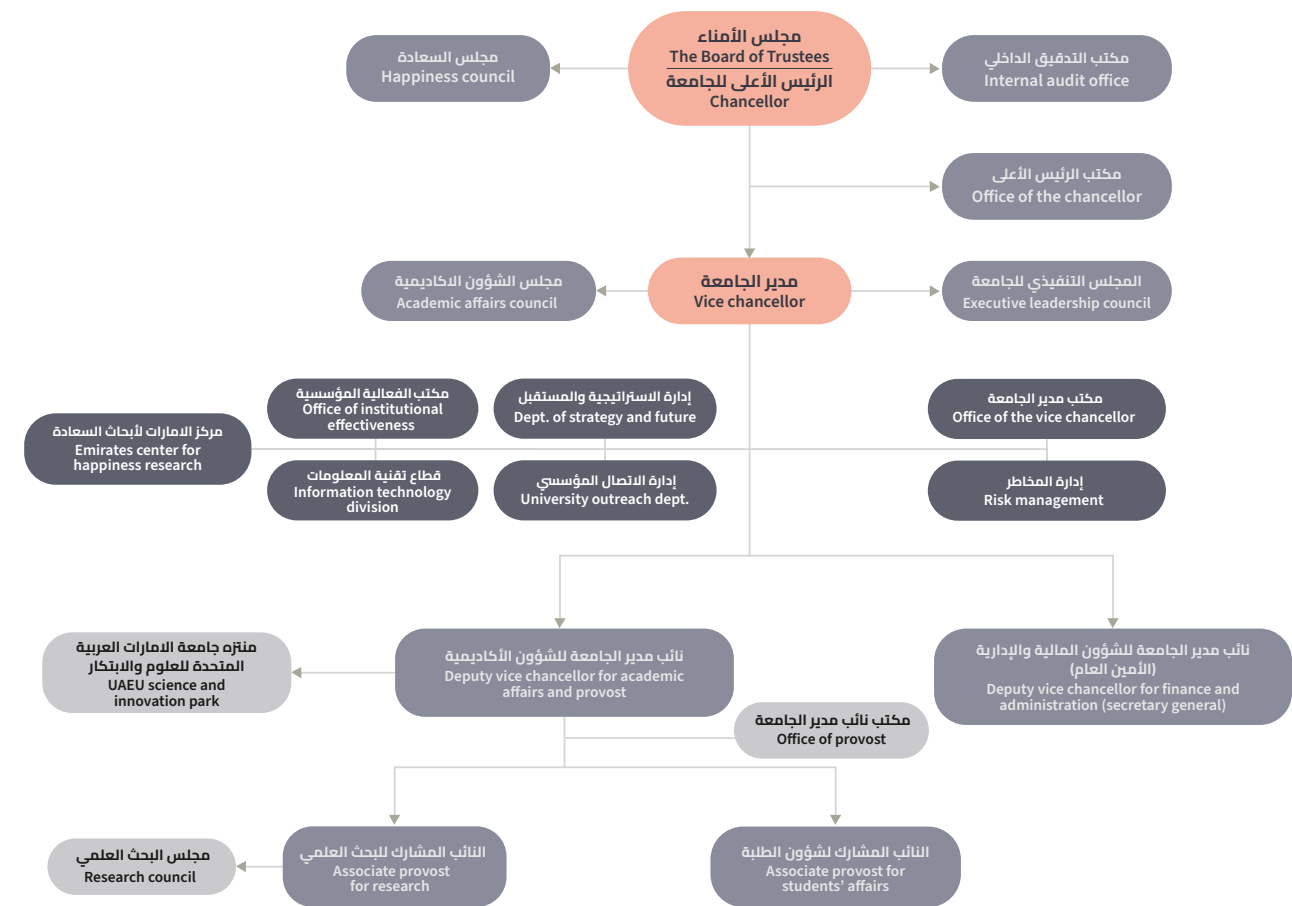 مجلس الأمناء
The Board of Trustees
الرئيس الأعلى للجامعة
Chancellor
مجلس السعادة
Happiness council
مكتب التدقيق الداخلي
Internal audit office
مكتب الرئيس الأعلى
Office of the chancellor
مجلس الشؤون الاكاديمية
Academic affairs council
مدير الجامعة
Vice chancellor
المجلس التنفيذي للجامعة
Executive leadership council
مركز الامارات لأبحاث السعادة
Emirates center for
happiness research
مكتب الفعالية المؤسسية
Office of institutional
effectiveness
إدارة الاستراتيجية والمستقبل
Dept. of strategy and future
مكتب مدير الجامعة
Office of the vice chancellor
قطاع تقنية المعلومات
Information technology
division
إدارة الاتصال المؤسسي
University outreach dept.
إدارة المخاطر
Risk management
منتزه جامعة الامارات العربية
المتحدة للعلوم والابتكار
UAEU science and
innovation park
نائب مدير الجامعة للشؤون الأكاديمية
Deputy vice chancellor for academic
affairs and provost
نائب مدير الجامعة للشؤون المالية والإدارية
(الأمين العام)
Deputy vice chancellor for finance and
administration (secretary general)
مكتب نائب مدير الجامعة
Office of provost
مجلس البحث العلمي
Research council
النائب المشارك للبحث العلمي
Associate provost
for research
النائب المشارك لشؤون الطلبة
Associate provost for
students’ affairs